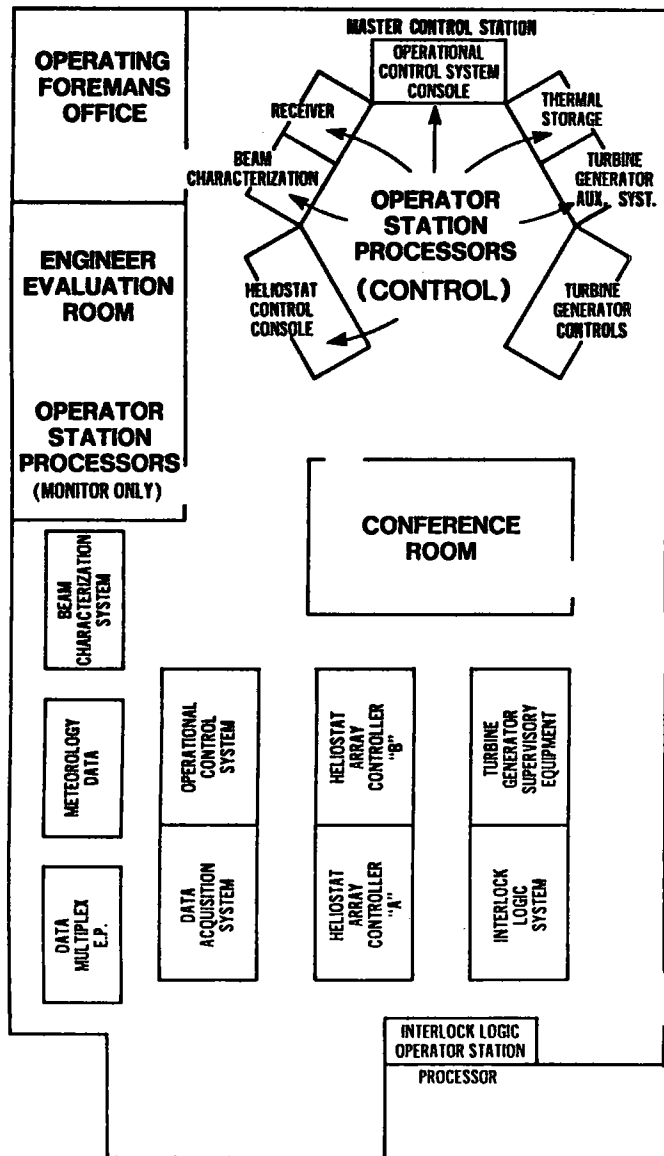 MASTER CONTROL STATION
OPERATIONAL
CONTROL SYSTEM
CONSOLE
OPERATING
FOREMANS
OFFICE
RECEIVER
BEAM
CHARACTERIZATION
THERMAL
STORAGE
TURBINE
GENERATOR
AUX. SYST.
OPERATOR
STATION
PROCESSORS
(CONTROL)
HELIOSTAT
CONTROL
CONSOLE
TURBINE
GENERATOR
CONTROLS
ENGINEER
EVALUATION
ROOM
OPERATOR
STATION
PROCESSORS
(MONITOR ONLY)
CONFERENCE
ROOM
BEAM
CHARACTERIZATION
SYSTEM
METEOROLOGY
DATA
OPERATIONAL
CONTROL
SYSTEM
HELIOSTAT
ARRAY
CONTROLLER
"B"
TURBINE
GENERATOR
SUPERVISORY
EQUIPMENT
DATA
MULTIPLEX
E.P.
DATA
ACQUISITION
SYSTEM
HELIOSTAT
ARRAY
CONTROLLER
"A"
INTERLOCK
LOGIC
SYSTEM
INTERLOCK LOGIC
OPERATOR STATION
PROCESSOR